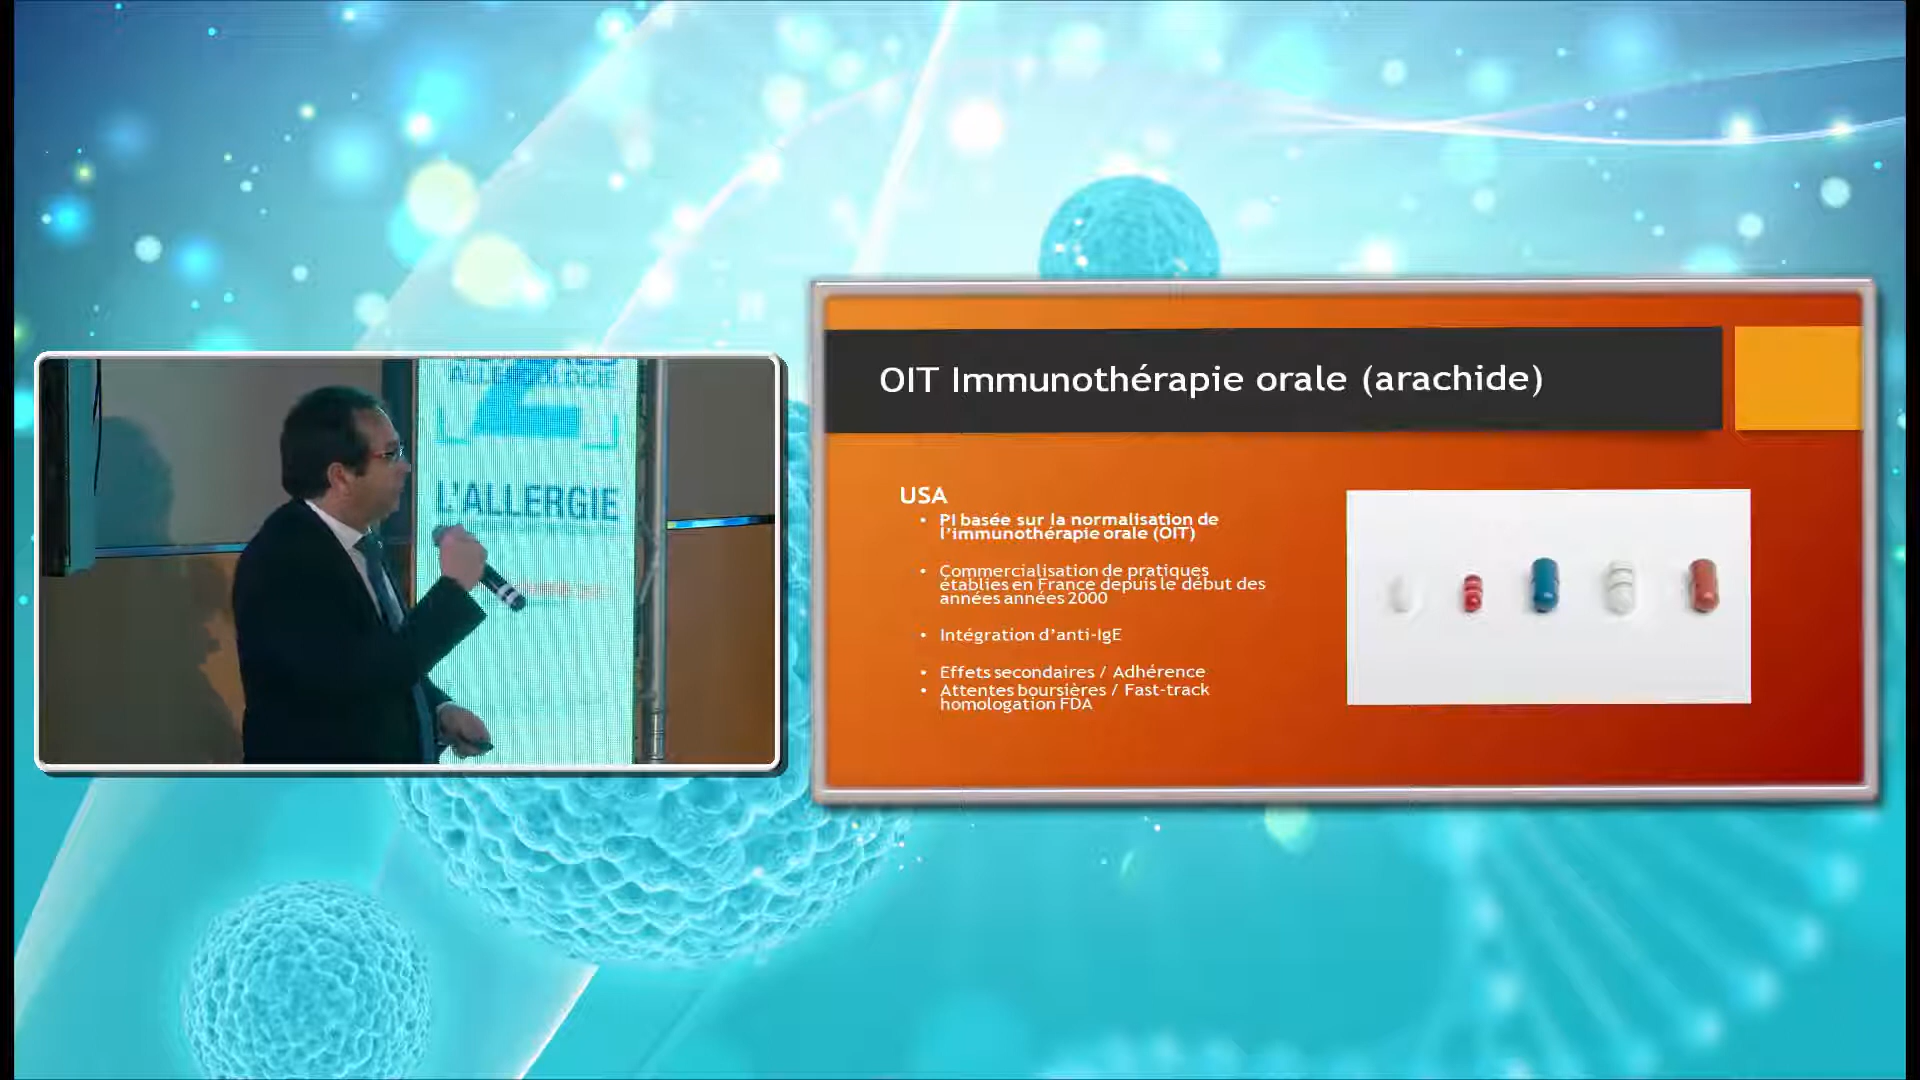 ALLERGOLOGIE
L'ALLERGIE
OIT Immunothérapie orale (arachide)
USA
• PI basée sur la normalisation de
l'immunothérapie orale (OIT)
• Commercialisation de pratiques
établies en France depuis le début des
années années 2000
• Intégration d'anti-IgE
• Effets secondaires / Adhérence
• Attentes boursières / Fast-track
homologation FDA